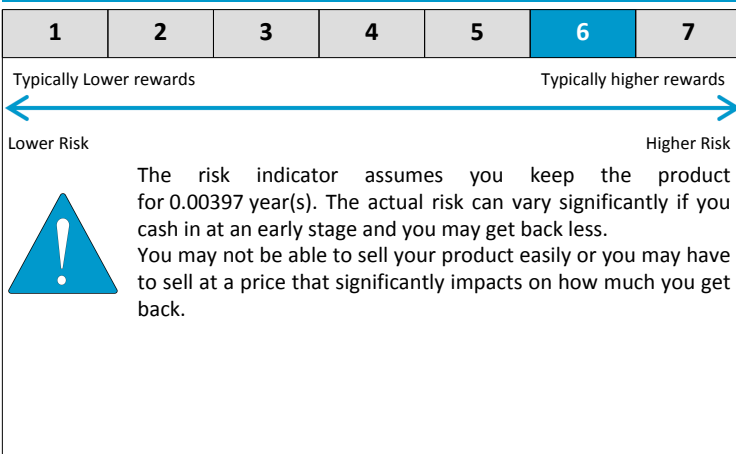 1 2 3 4 5 6 7
Typically Lower rewards Typically higher rewards
Lower Risk Higher Risk
The risk indicator assumes you keep the product
for 0.00397 year(s). The actual risk can vary significantly if you
cash in at an early stage and you may get back less.
You may not be able to sell your product easily or you may have
to sell at a price that significantly impacts on how much you get
back.